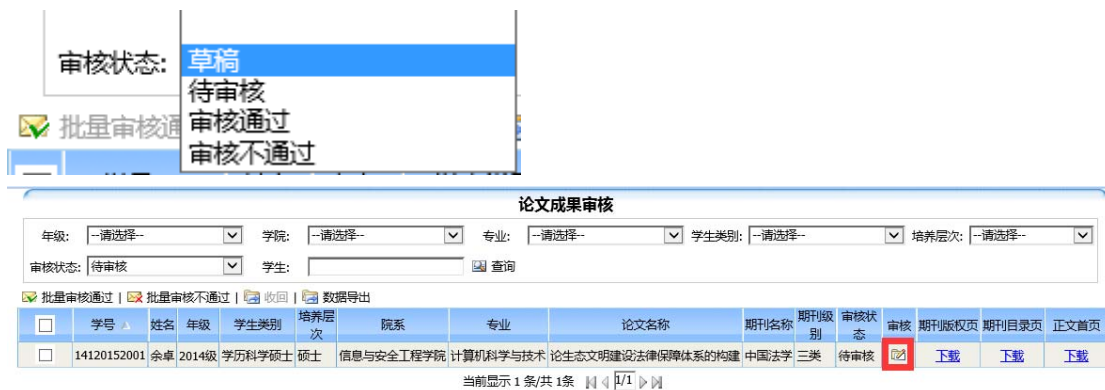 审核状态:
草稿
待审核
审核通过
审核不通过
批量审核通
论文成果审核
年级: --请选择-- 学院: --请选择-- 专业: --请选择-- 学生类别: --请选择-- 培养层次: --请选择--
审核状态: 待审核 学生: 查询
批量审核通过 | 批量审核不通过 | 收回 | 数据导出
学号 姓名 年级 学生类别 培养层次 院系 专业 论文名称 期刊名称 期刊级别 审核状态 审核 期刊版权页 期刊目录页 正文首页
14120152001 余卓 2014级 学历科学硕士 硕士 信息与安全工程学院 计算机科学与技术 论生态文明建设法律保障体系的构建 中国法学 三类 待审核 下载 下载 下载
当前显示 1 条/共 1条 1/1